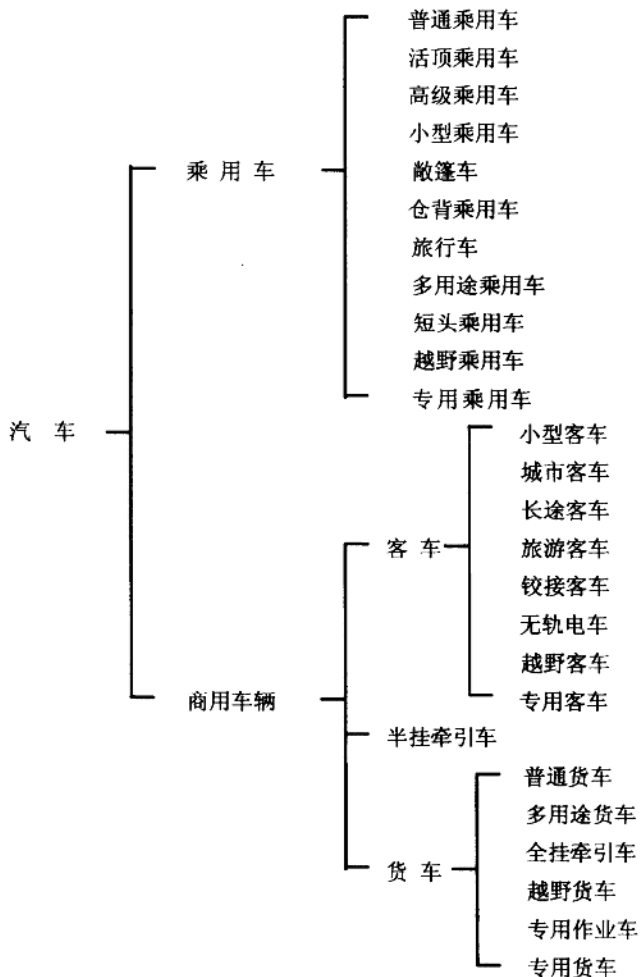 普通乘用车
活顶乘用车
高级乘用车
小型乘用车
乘用车
敞篷车
仓背乘用车
旅行车
多用途乘用车
短头乘用车
越野乘用车
专用乘用车
汽车
小型客车
城市客车
长途客车
客车
旅游客车
铰接客车
无轨电车
越野客车
商用车辆
专用客车
半挂牵引车
普通货车
多用途货车
全挂牵引车
货车
越野货车
专用作业车
专用货车